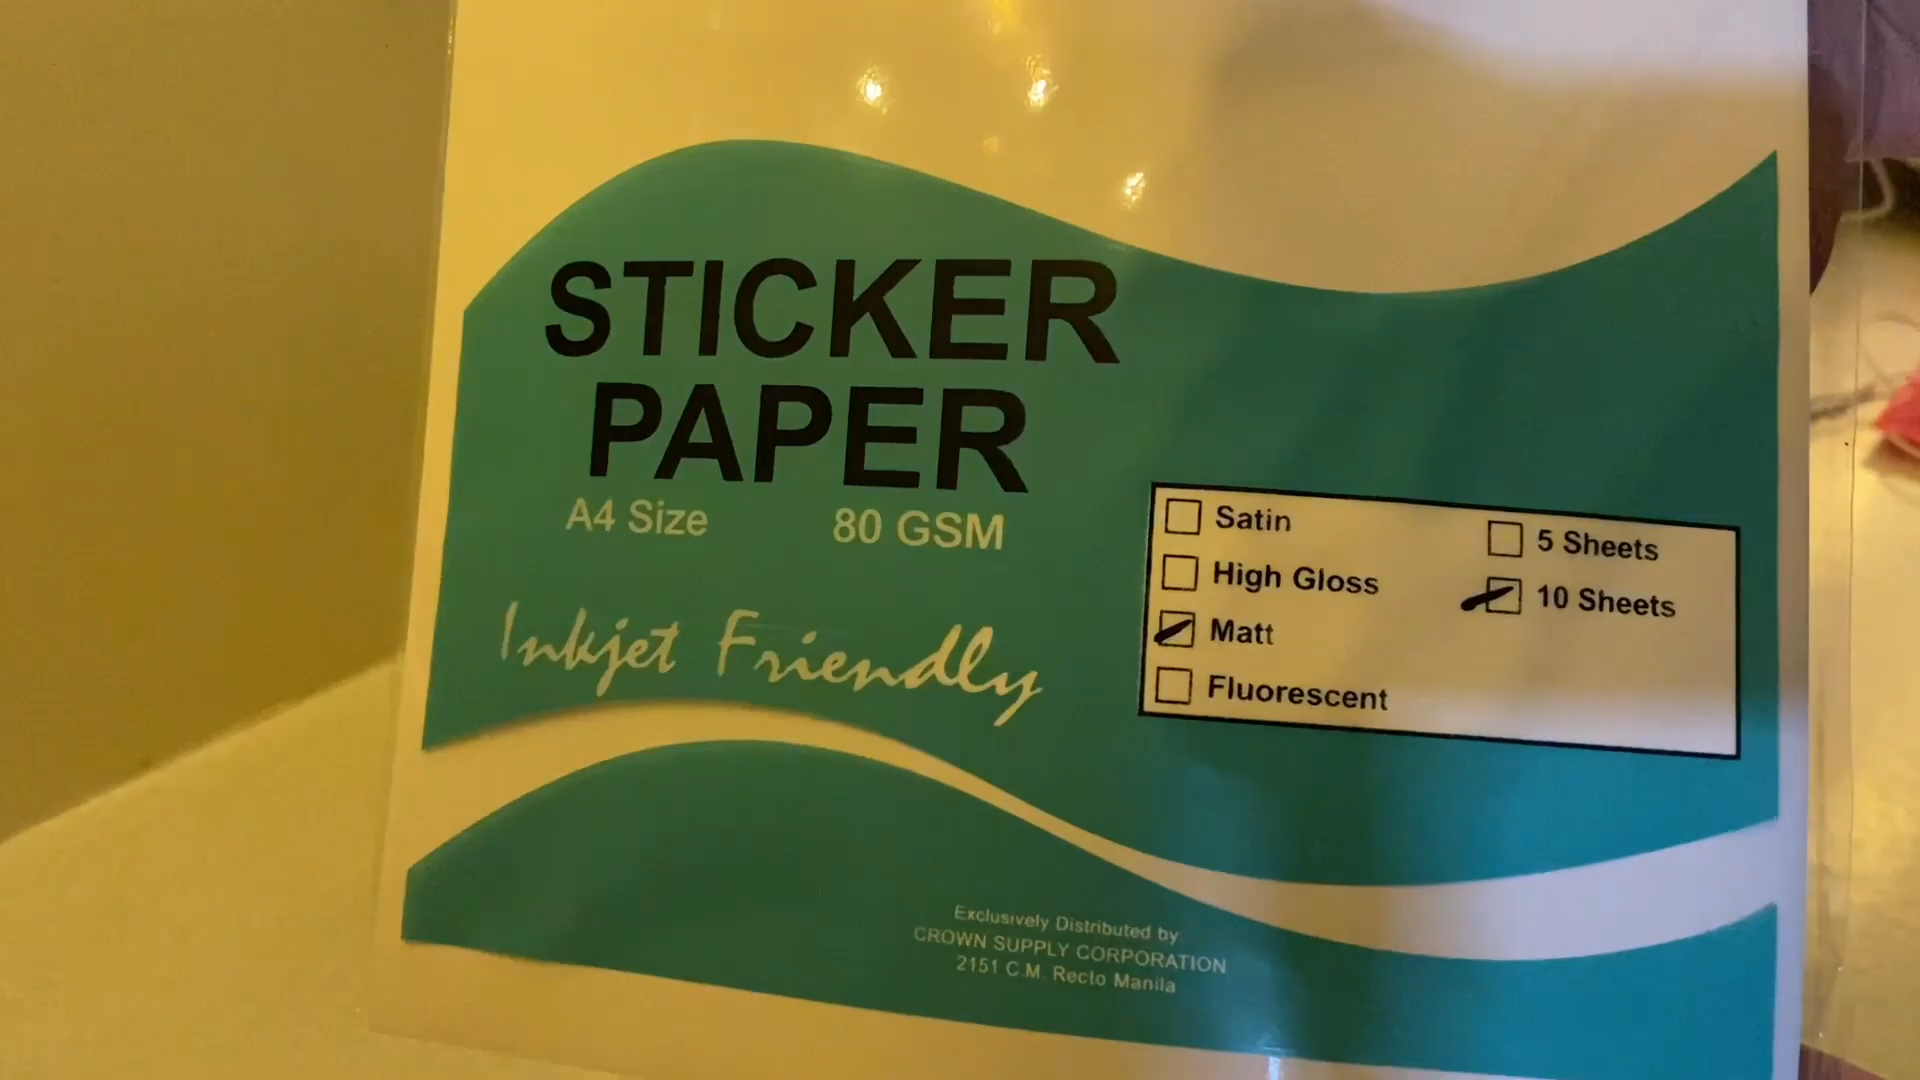 STICKER
PAPER
A4 Size 80 GSM
Inkjet Friendly
Satin
High Gloss
Matt
Fluorescent
5 Sheets
10 Sheets
Exclusively Distributed by
CROWN SUPPLY CORPORATION
2151 C.M. Recto Manila